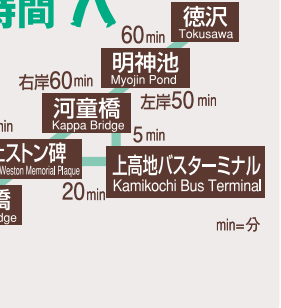 時間
徳沢
60min Tokusawa
明神池
Myojin Pond
右岸60min
左岸50min
河童橋
Kappa Bridge
min
5min
ストン碑
Weston Memorial Plaque
上高地バスターミナル
Kamikochi Bus Terminal
20min
橋
min=分